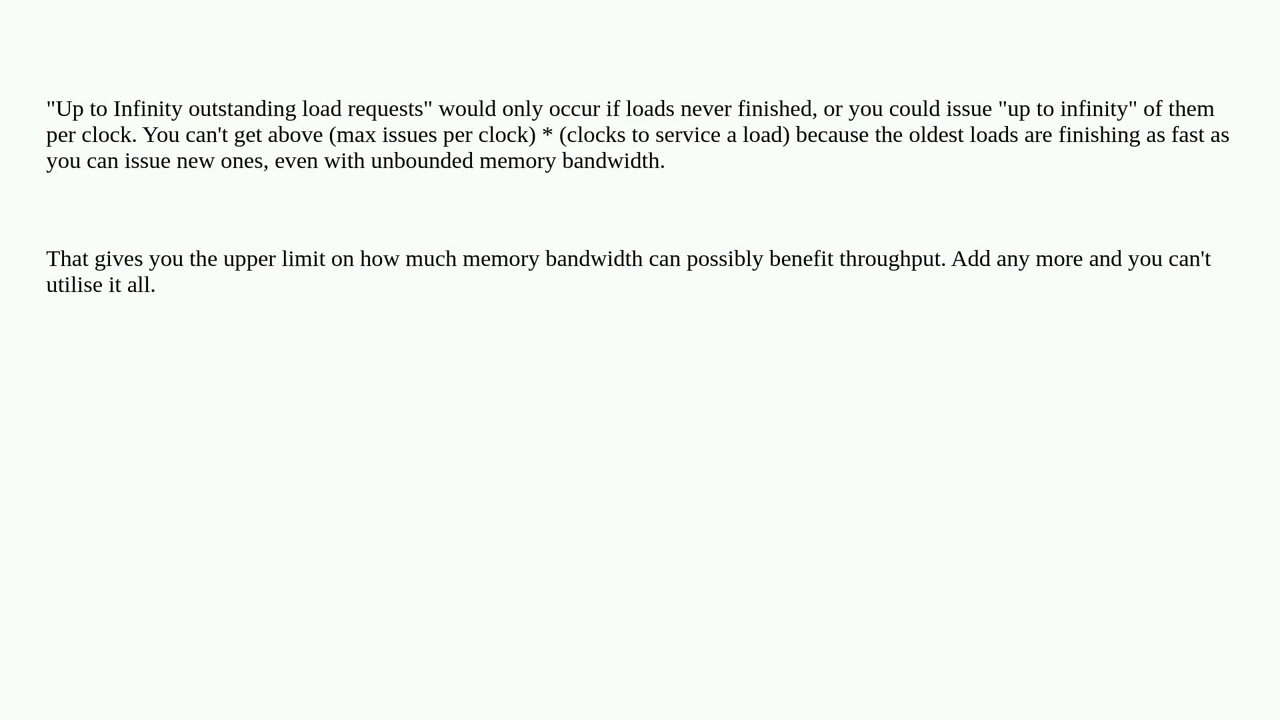 "Up to Infinity outstanding load requests" would only occur if loads never finished, or you could issue "up to infinity" of them
per clock. You can't get above (max issues per clock) * (clocks to service a load) because the oldest loads are finishing as fast as
you can issue new ones, even with unbounded memory bandwidth.
That gives you the upper limit on how much memory bandwidth can possibly benefit throughput. Add any more and you can't
utilise it all.